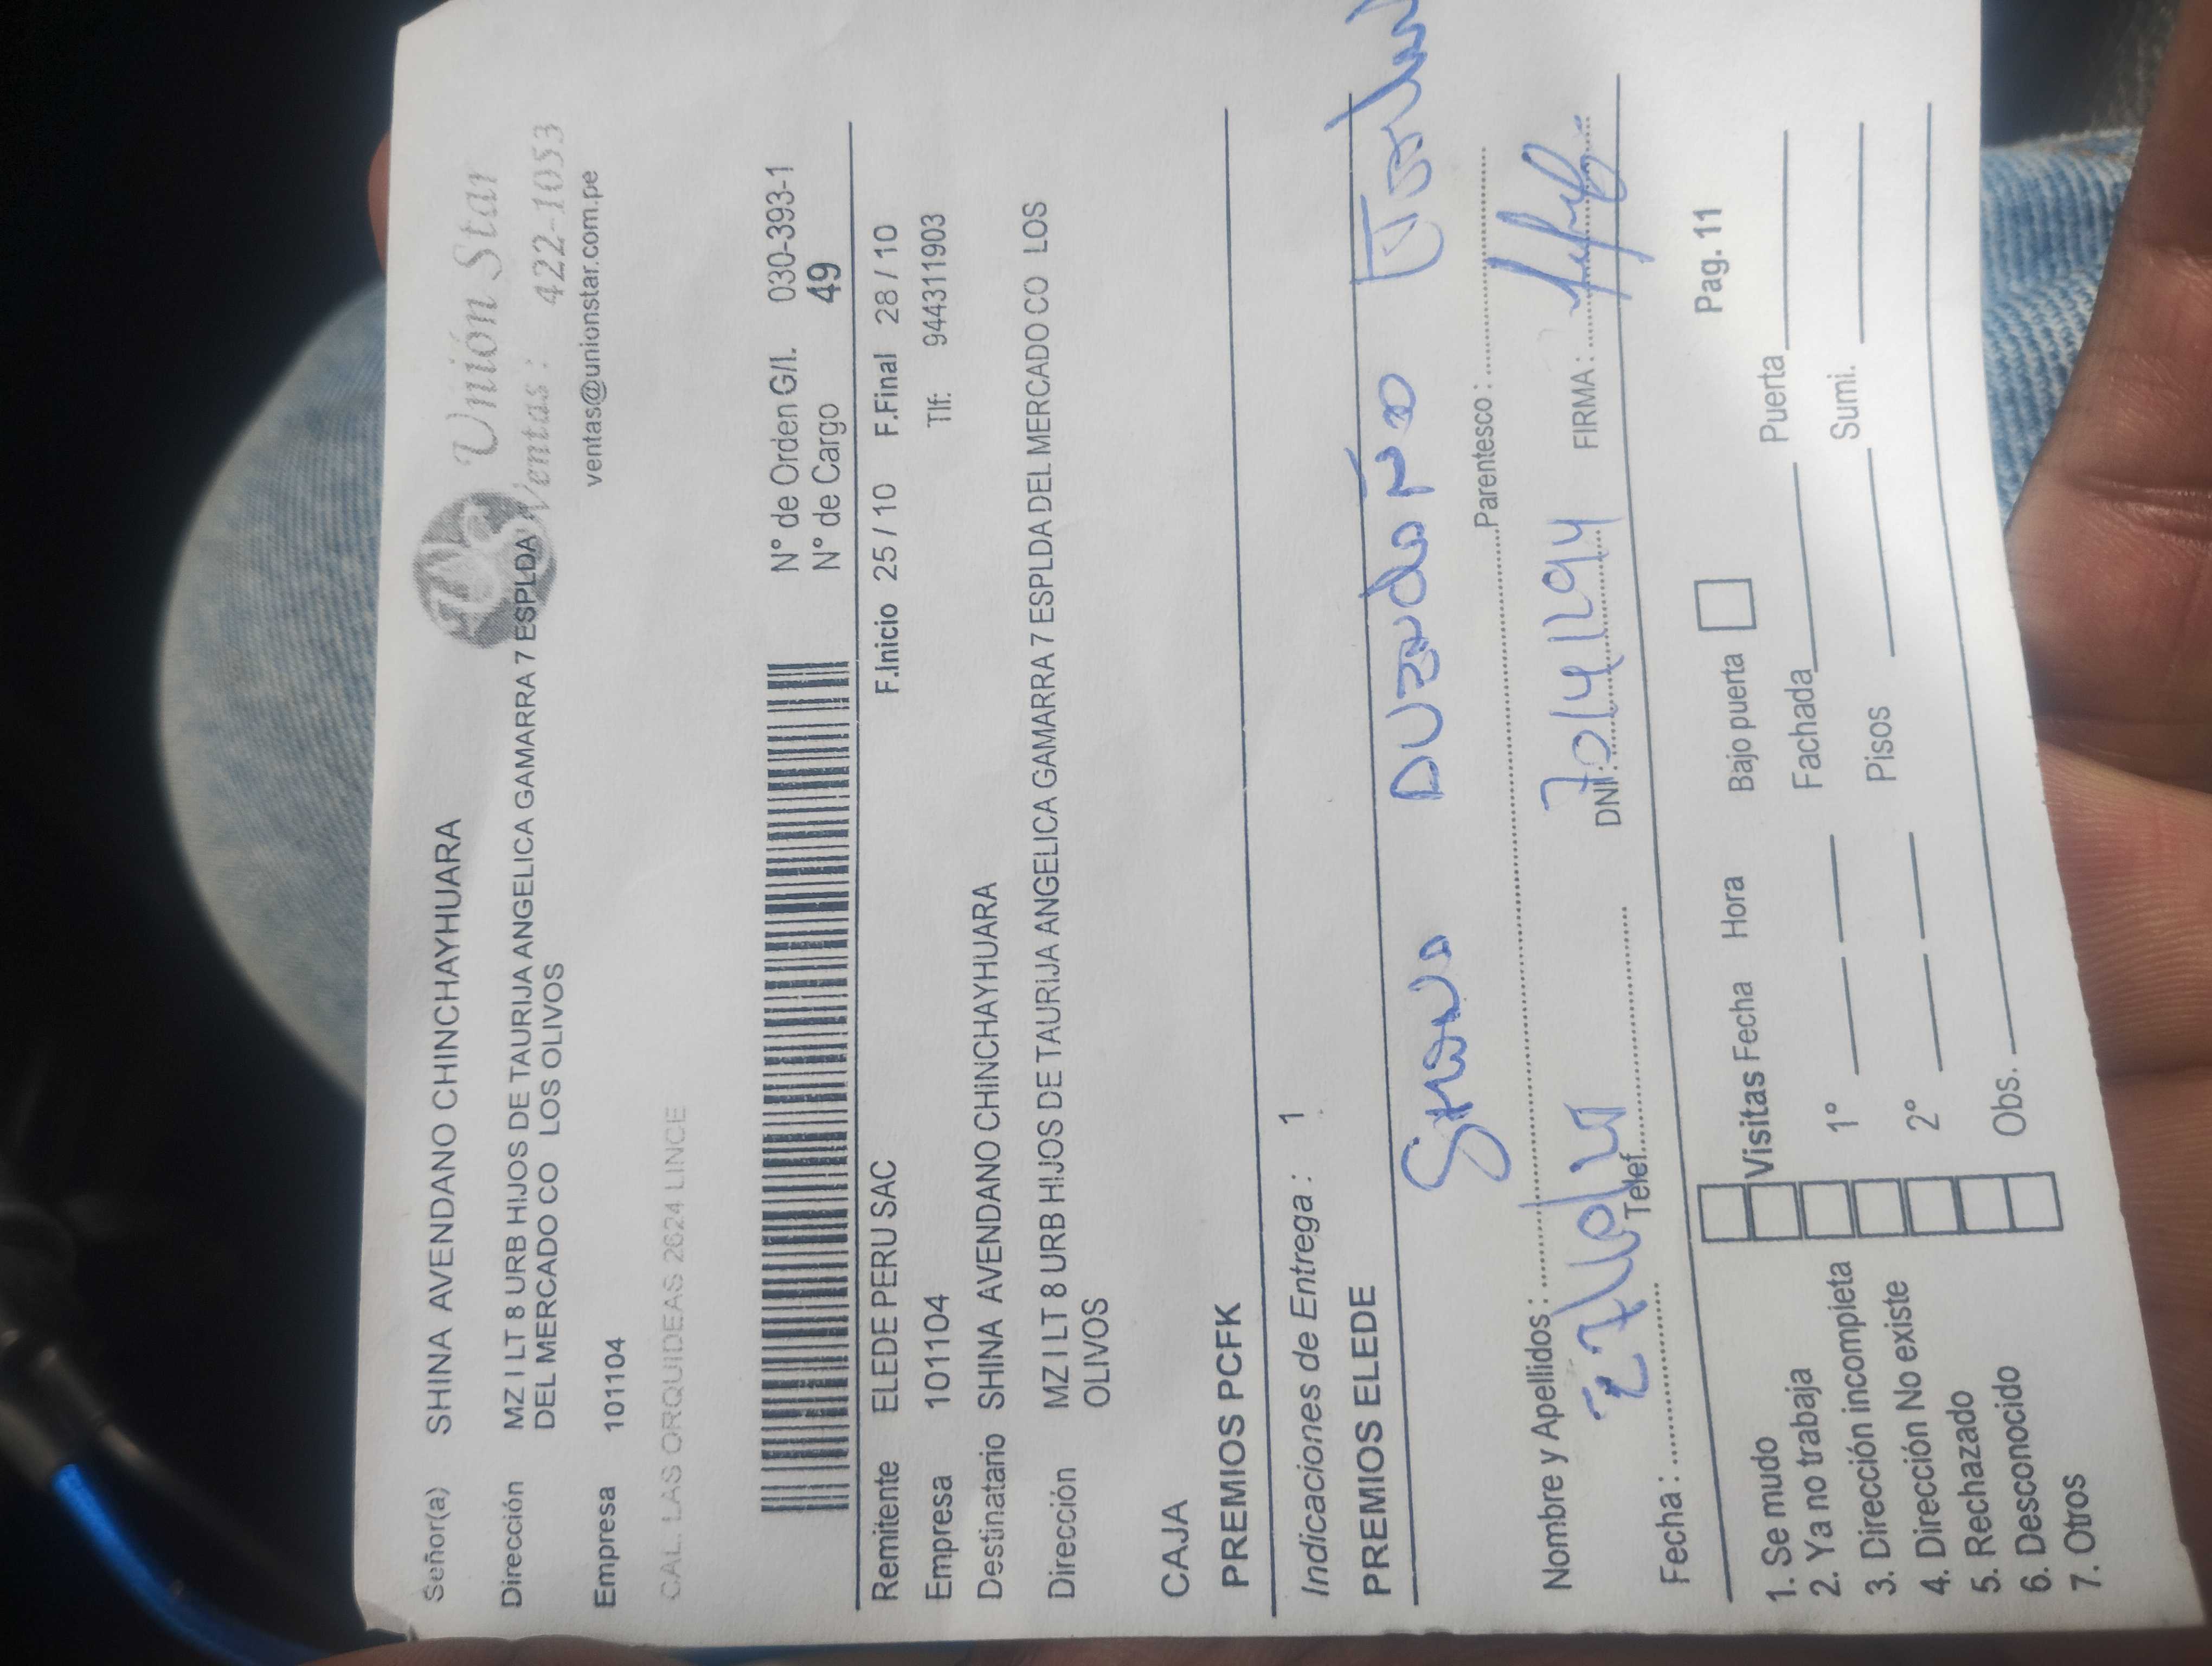 Señor(a) SHINA AVENDANO CHINCHAYHUARA
Unión Star
Ventas : 422-1053
ventas@unionstar.com.pe
Dirección MZ I LT 8 URB HIJOS DE TAURIJA ANGELICA GAMARRA 7 ESPLDA
DEL MERCADO CO LOS OLIVOS
Empresa 101104
CAL. LAS ORQUIDEAS 2624 LINCE
N° de Orden G/I. 030-393-1
N° de Cargo 49
Remitente ELEDE PERU SAC F.Inicio 25 / 10 F.Final 28 / 10
Empresa 101104 Tlf: 944311903
Destinatario SHINA AVENDANO CHINCHAYHUARA
Dirección MZ I LT 8 URB HIJOS DE TAURIJA ANGELICA GAMARRA 7 ESPLDA DEL MERCADO CO LOS
OLIVOS
CAJA
PREMIOS PCFK
Indicaciones de Entrega : 1
PREMIOS ELEDE
Nombre y Apellidos : Parentesco :
Fecha : Telef. DNI : FIRMA :
1. Se mudo
2. Ya no trabaja
3. Dirección incompleta
4. Dirección No existe
5. Rechazado
6. Desconocido
7. Otros
Visitas Fecha Hora Bajo puerta Pag. 11
1° Fachada Puerta
2° Pisos Sumi.
Obs.